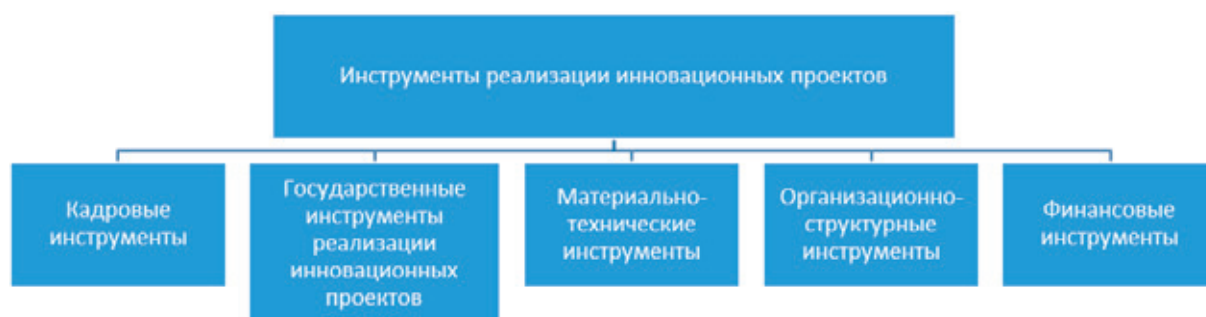 Инструменты реализации инновационных проектов
Кадровые
инструменты
Государственные
инструменты
реализации
инновационных
проектов
Материально-
технические
инструменты
Организационно-
структурные
инструменты
Финансовые
инструменты